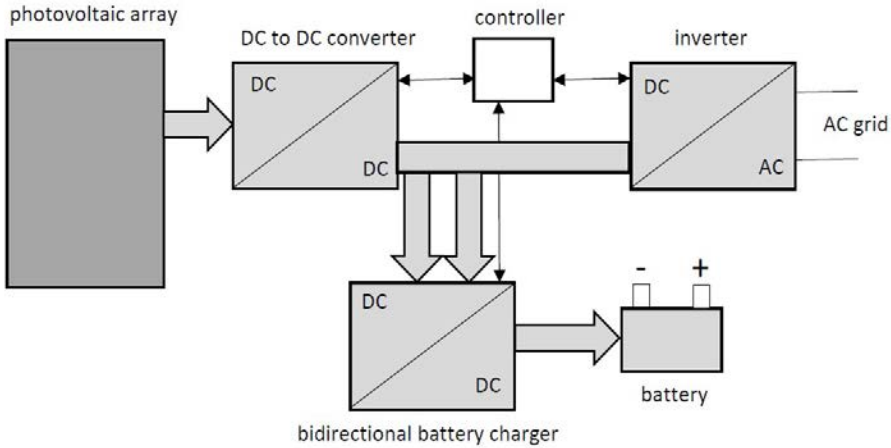 photovoltaic array
controller
DC to DC converter
inverter
DC
DC
DC
AC
AC grid
DC
DC
- +
battery
bidirectional battery charger